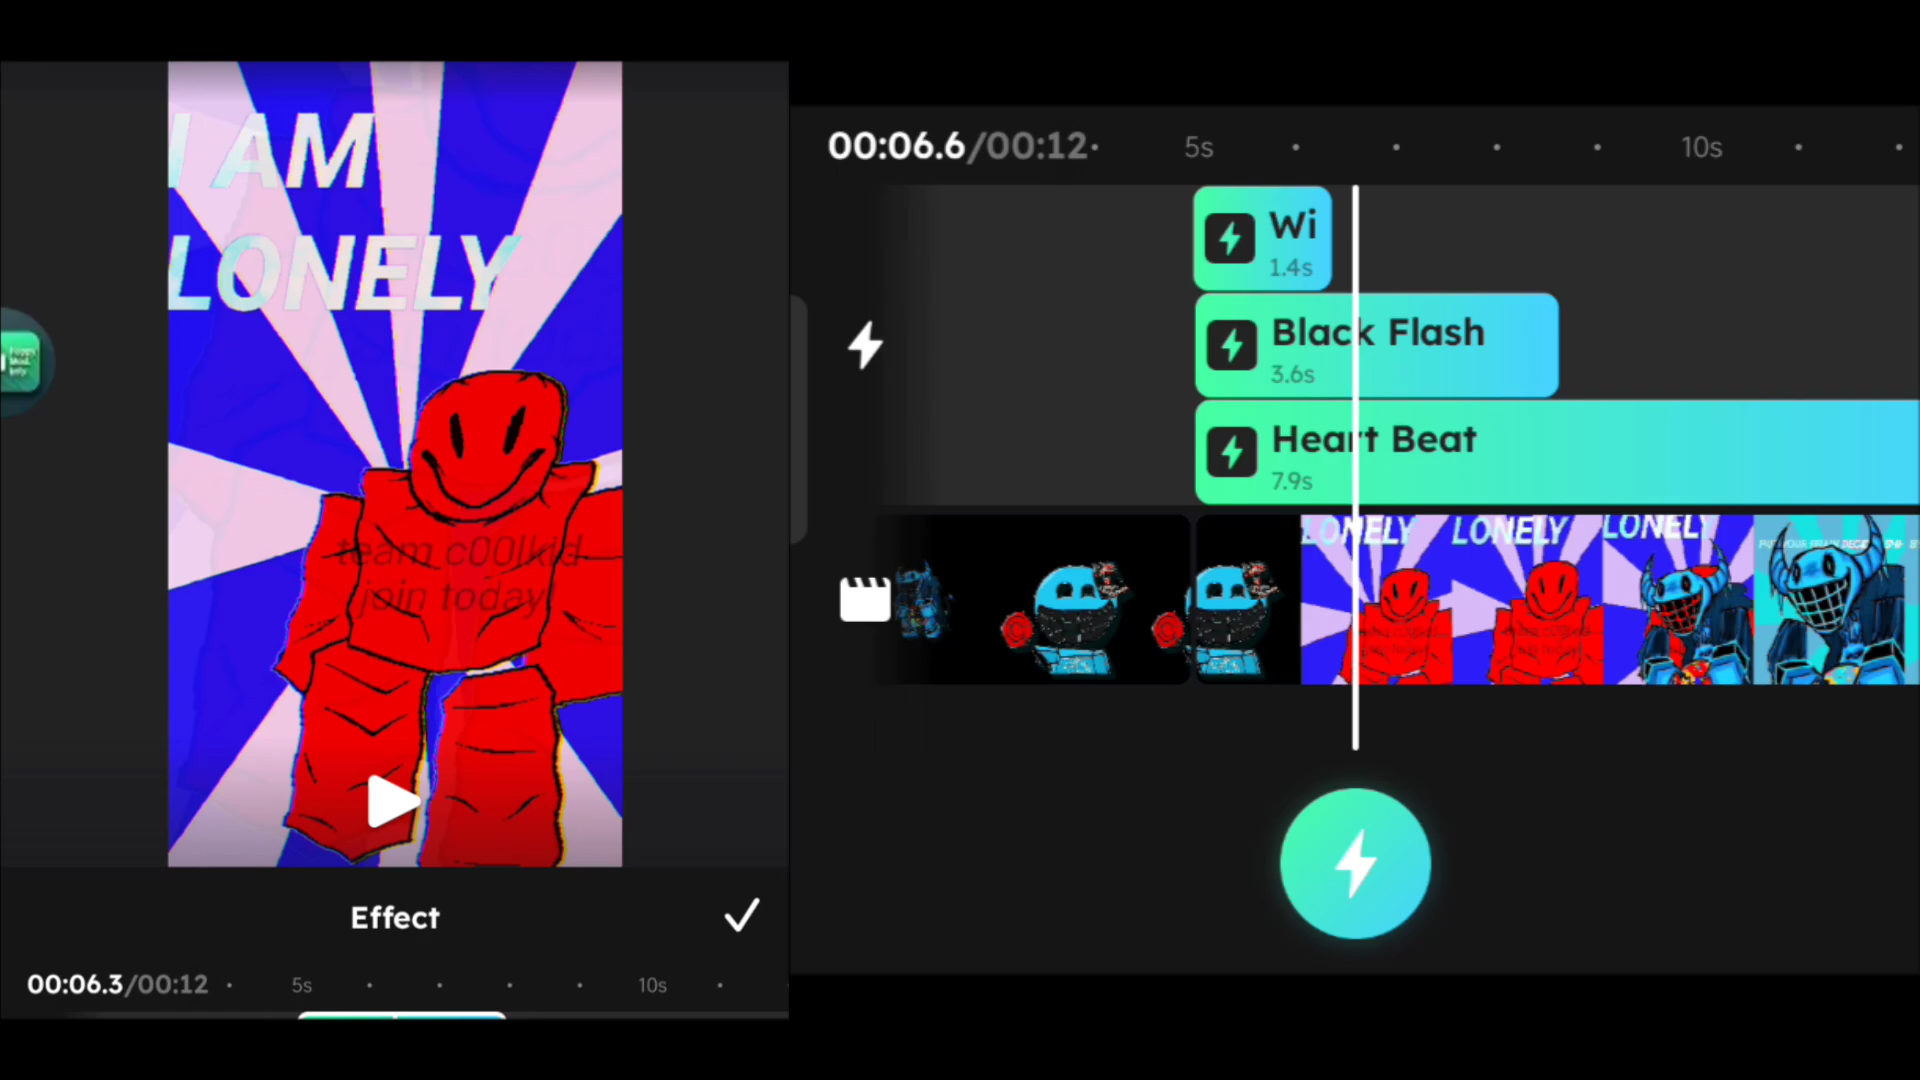 I AM
LONELY
team c00lkid
join today
Effect
00:06.3/00:12
5s
10s
00:06.6/00:12
5s
10s
Wi
1.4s
Black Flash
3.6s
Heart Beat
7.9s
LONELY
LONELY
LONELY